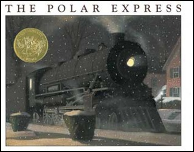 THE POLAR EXPRESS